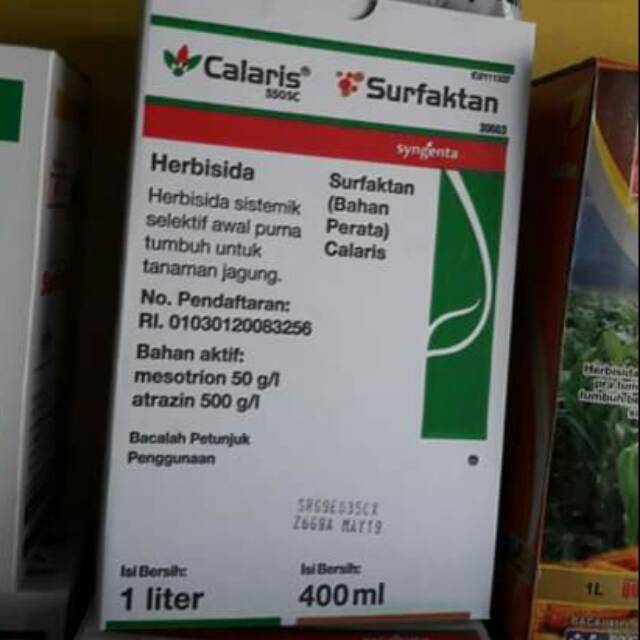 Calaris®
550SC
Surfaktan
syngenta
Herbisida
Herbisida sistemik
selektif awal purna
tumbuh untuk
tanaman jagung.
Surfaktan
(Bahan
Perata)
Calaris
No. Pendaftaran:
RI. 01030120083256
Bahan aktif:
mesotrion 50 g/l
atrazin 500 g/l
Bacalah Petunjuk
Penggunaan
MAY19
Isi Bersih:
1 liter
Isi Bersih:
400ml
Herbisida
1L